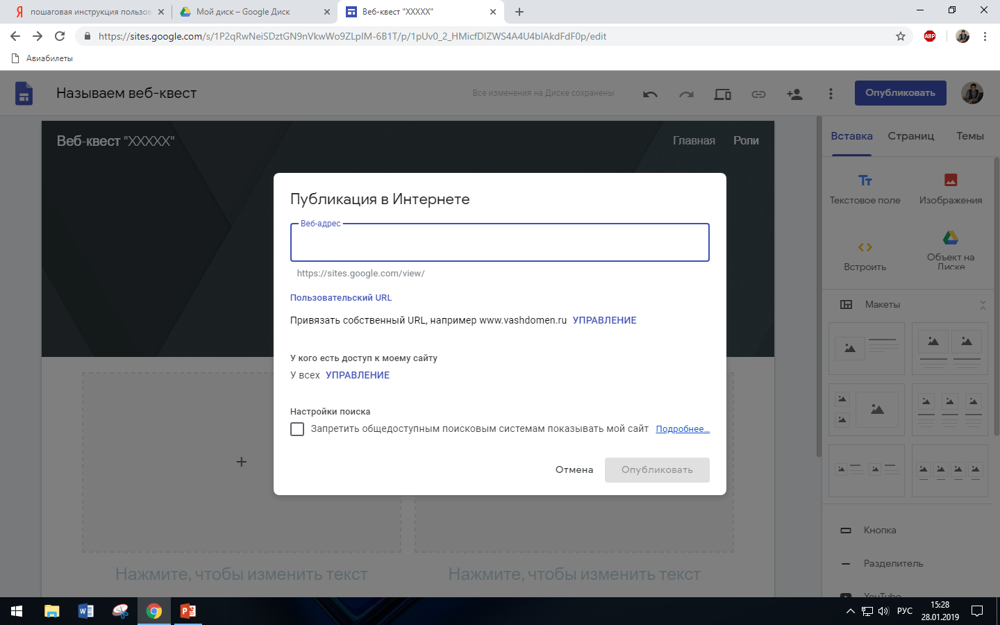 пошаговая инструкция пользов
Мой диск – Google Диск
Веб-квест "XXXXX"
https://sites.google.com/s/1P2qRwNeiSDztGN9nVkwWo9ZLpIM-6B1T/p/1pUv0_2_HMicfDIZWS4A4U4bIAkdFdF0p/edit
ABP
Авиабилеты
Называем веб-квест
Все изменения на Диске сохранены
Опубликовать
Веб-квест "XXXXX"
Главная
Роли
Вставка
Страниц
Темы
Текстовое поле
Изображения
Встроить
Объект на
Диске
Макеты
Кнопка
Разделитель
YouTube
Публикация в Интернете
Веб-адрес
https://sites.google.com/view/
Пользовательский URL
Привязать собственный URL, например www.vashdomen.ru УПРАВЛЕНИЕ
У кого есть доступ к моему сайту
У всех УПРАВЛЕНИЕ
Настройки поиска
Запретить общедоступным поисковым системам показывать мой сайт Подробнее…
Отмена
Опубликовать
Нажмите, чтобы изменить текст
Нажмите, чтобы изменить текст
РУС
15:28
28.01.2019